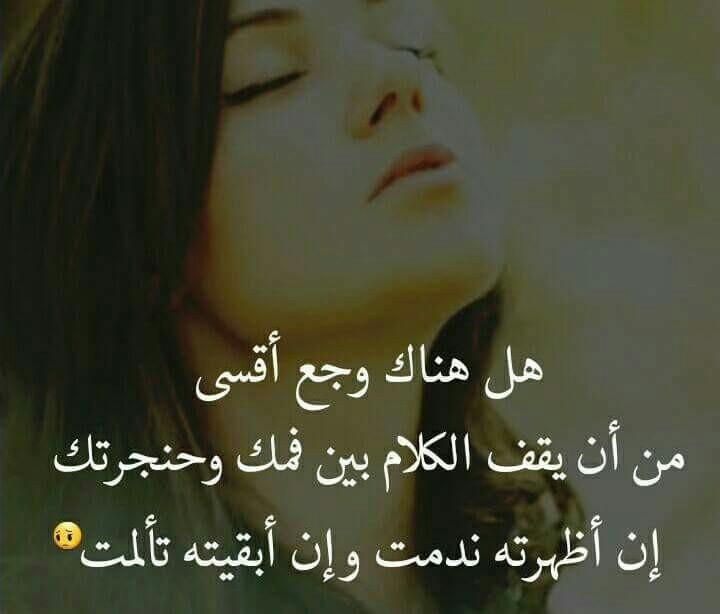 هل هناك وجع أقسى
من أن يقف الكلام بين فمك وحنجرتك
إن أظهرته ندمت وإن أبقيته تألمت😔